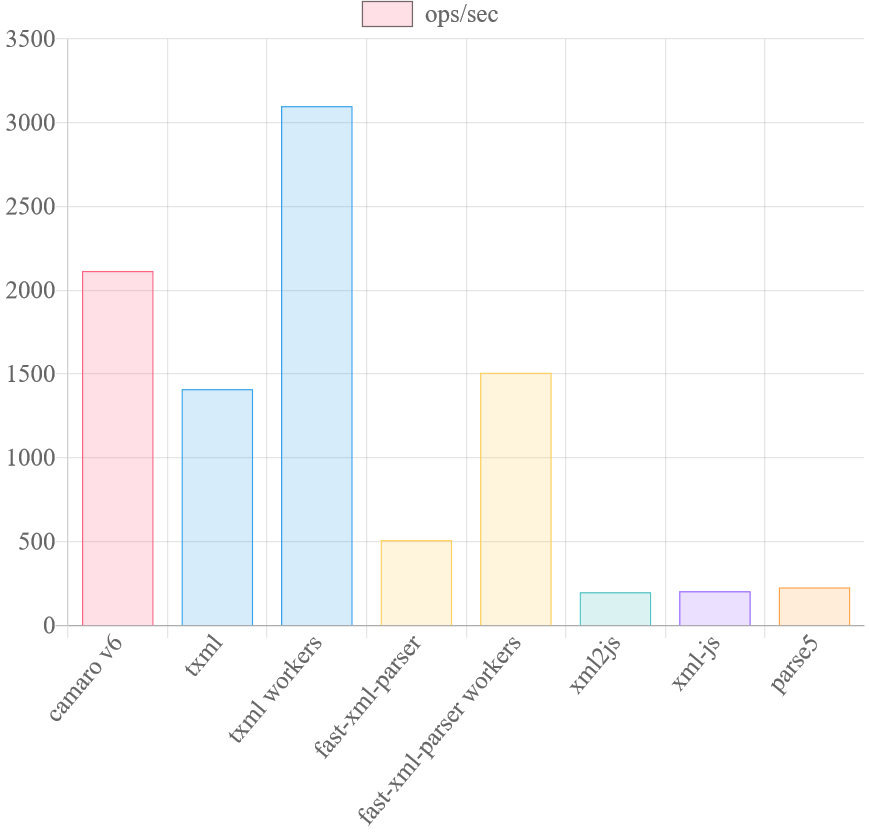 ops/sec
3500
3000
2500
2000
1500
1000
500
0
camaro v6
txml
txml workers
fast-xml-parser
fast-xml-parser workers
xml2js
xml-js
parse5